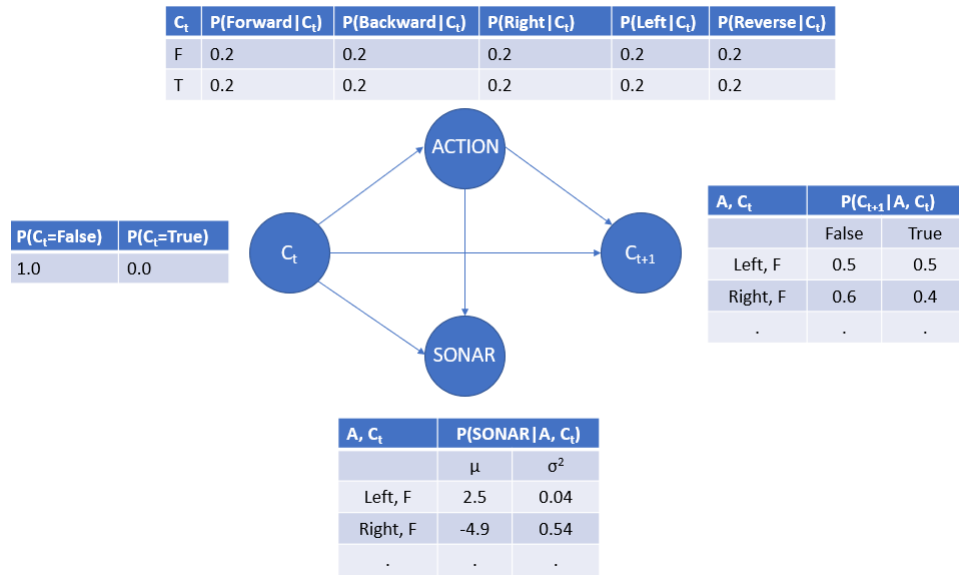 Cₜ P(Forward|Cₜ) P(Backward|Cₜ) P(Right|Cₜ) P(Left|Cₜ) P(Reverse|Cₜ)
F 0.2 0.2 0.2 0.2 0.2
T 0.2 0.2 0.2 0.2 0.2
ACTION
P(Cₜ=False) P(Cₜ=True)
1.0 0.0
Cₜ
Cₜ₊₁
A, Cₜ P(Cₜ₊₁|A, Cₜ)
False True
Left, F 0.5 0.5
Right, F 0.6 0.4
. . .
SONAR
A, Cₜ P(SONAR|A, Cₜ)
μ σ²
Left, F 2.5 0.04
Right, F -4.9 0.54
. . .